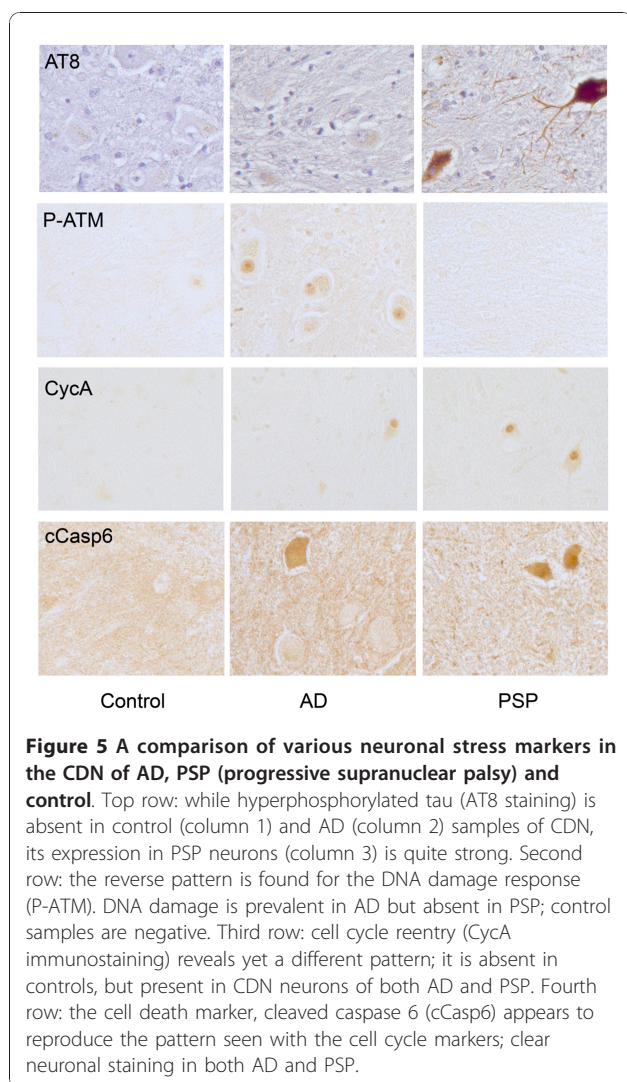 AT8
P-ATM
CycA
cCasp6
Control AD PSP
Figure 5 A comparison of various neuronal stress markers in
the CDN of AD, PSP (progressive supranuclear palsy) and
control. Top row: while hyperphosphorylated tau (AT8 staining) is
absent in control (column 1) and AD (column 2) samples of CDN,
its expression in PSP neurons (column 3) is quite strong. Second
row: the reverse pattern is found for the DNA damage response
(P-ATM). DNA damage is prevalent in AD but absent in PSP; control
samples are negative. Third row: cell cycle reentry (CycA
immunostaining) reveals yet a different pattern; it is absent in
controls, but present in CDN neurons of both AD and PSP. Fourth
row: the cell death marker, cleaved caspase 6 (cCasp6) appears to
reproduce the pattern seen with the cell cycle markers; clear
neuronal staining in both AD and PSP.